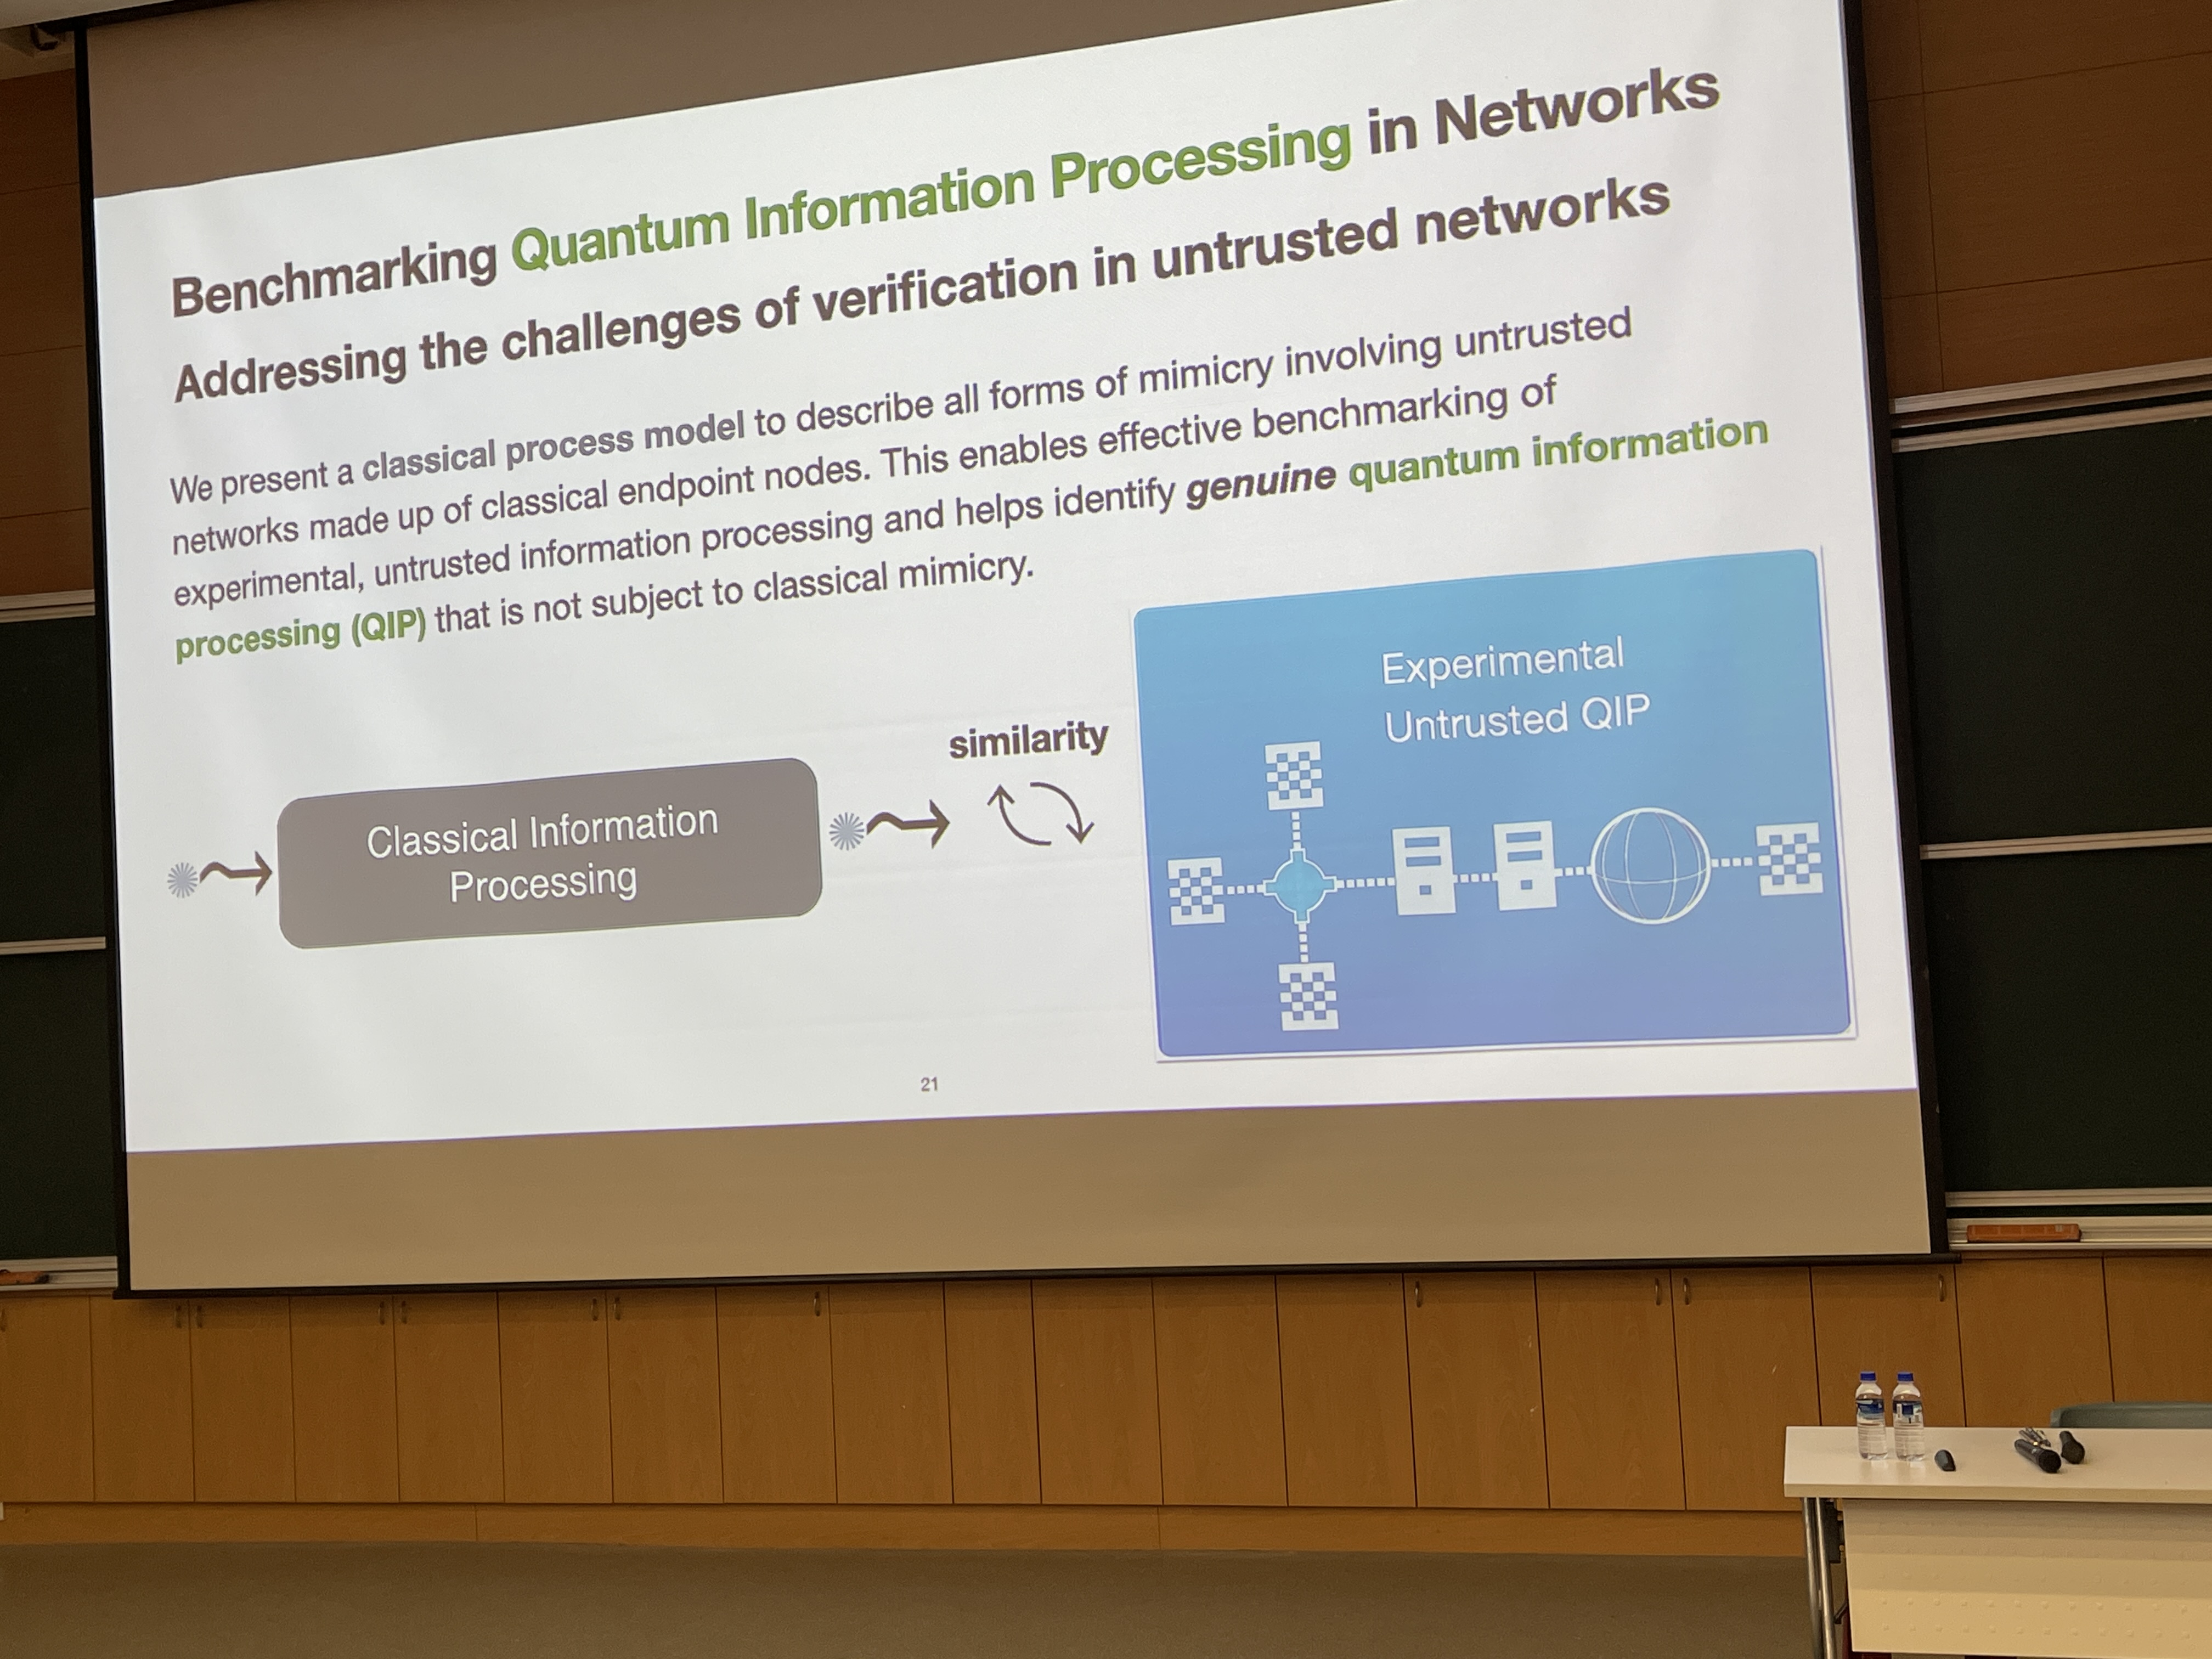 Benchmarking Quantum Information Processing in Networks
Addressing the challenges of verification in untrusted networks
We present a classical process model to describe all forms of mimicry involving untrusted
networks made up of classical endpoint nodes. This enables effective benchmarking of
experimental, untrusted information processing and helps identify genuine quantum information
processing (QIP) that is not subject to classical mimicry.
Experimental
Untrusted QIP
similarity
Classical Information
Processing
21